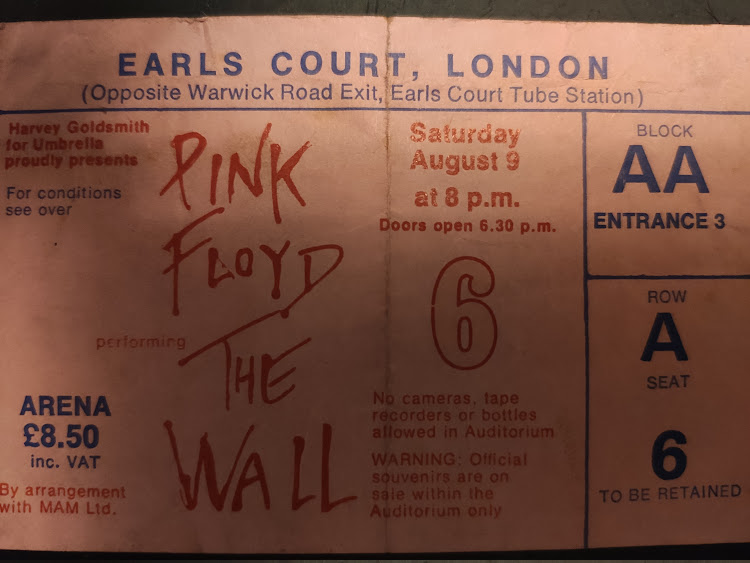 EARLS COURT, LONDON
(Opposite Warwick Road Exit, Earls Court Tube Station)
Harvey Goldsmith
for Umbrella
proudly presents
For conditions
see over
PINK
FLOYD
performing
THE
WALL
ARENA
£8.50
inc. VAT
By arrangement
with MAM Ltd.
Saturday
August 9
at 8 p.m.
Doors open 6.30 p.m.
6
No cameras, tape
recorders or bottles
allowed in Auditorium
WARNING: Official
souvenirs are on
sale within the
Auditorium only
BLOCK
AA
ENTRANCE 3
ROW
A
SEAT
6
TO BE RETAINED